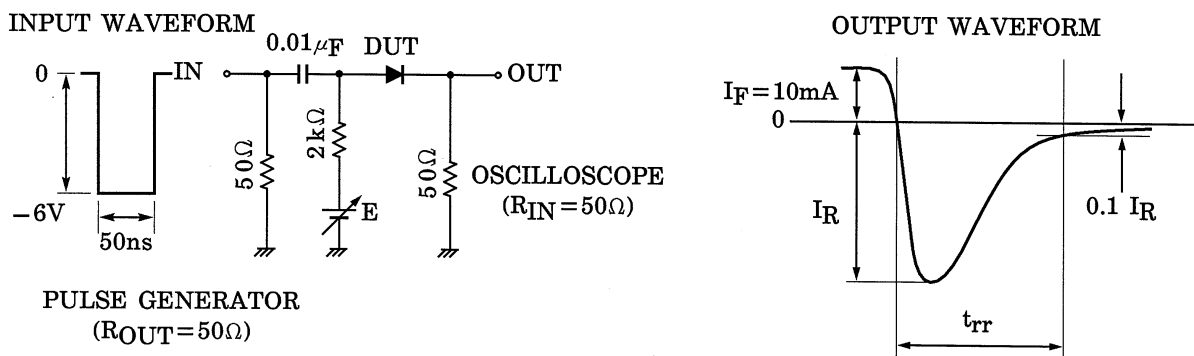 INPUT WAVEFORM
0
−6V
50ns
IN
0.01μF
DUT
OUT
50Ω
2kΩ
E
50Ω
OSCILLOSCOPE
(RIN=50Ω)
PULSE GENERATOR
(ROUT=50Ω)
OUTPUT WAVEFORM
IF=10mA
0
IR
0.1 IR
trr